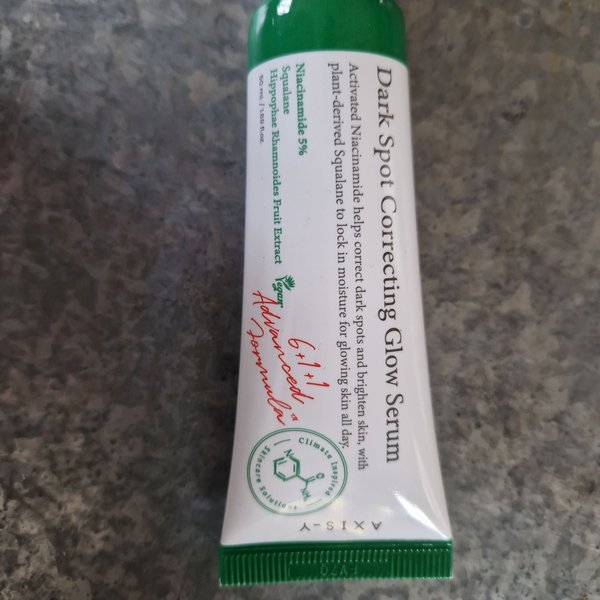 Dark Spot Correcting Glow Serum
Activated Niacinamide helps correct dark spots and brighten skin, with
plant-derived Squalane to lock in moisture for glowing skin all day.
Niacinamide 5%
Squalane
Hippophae Rhamnoides Fruit Extract
50 mL / 1.69 fl.oz.
Vegan
6+1+1
Advanced
Formula
Climate Inspired
Skincare Solutions
N
O
NH₂
AXIS-Y